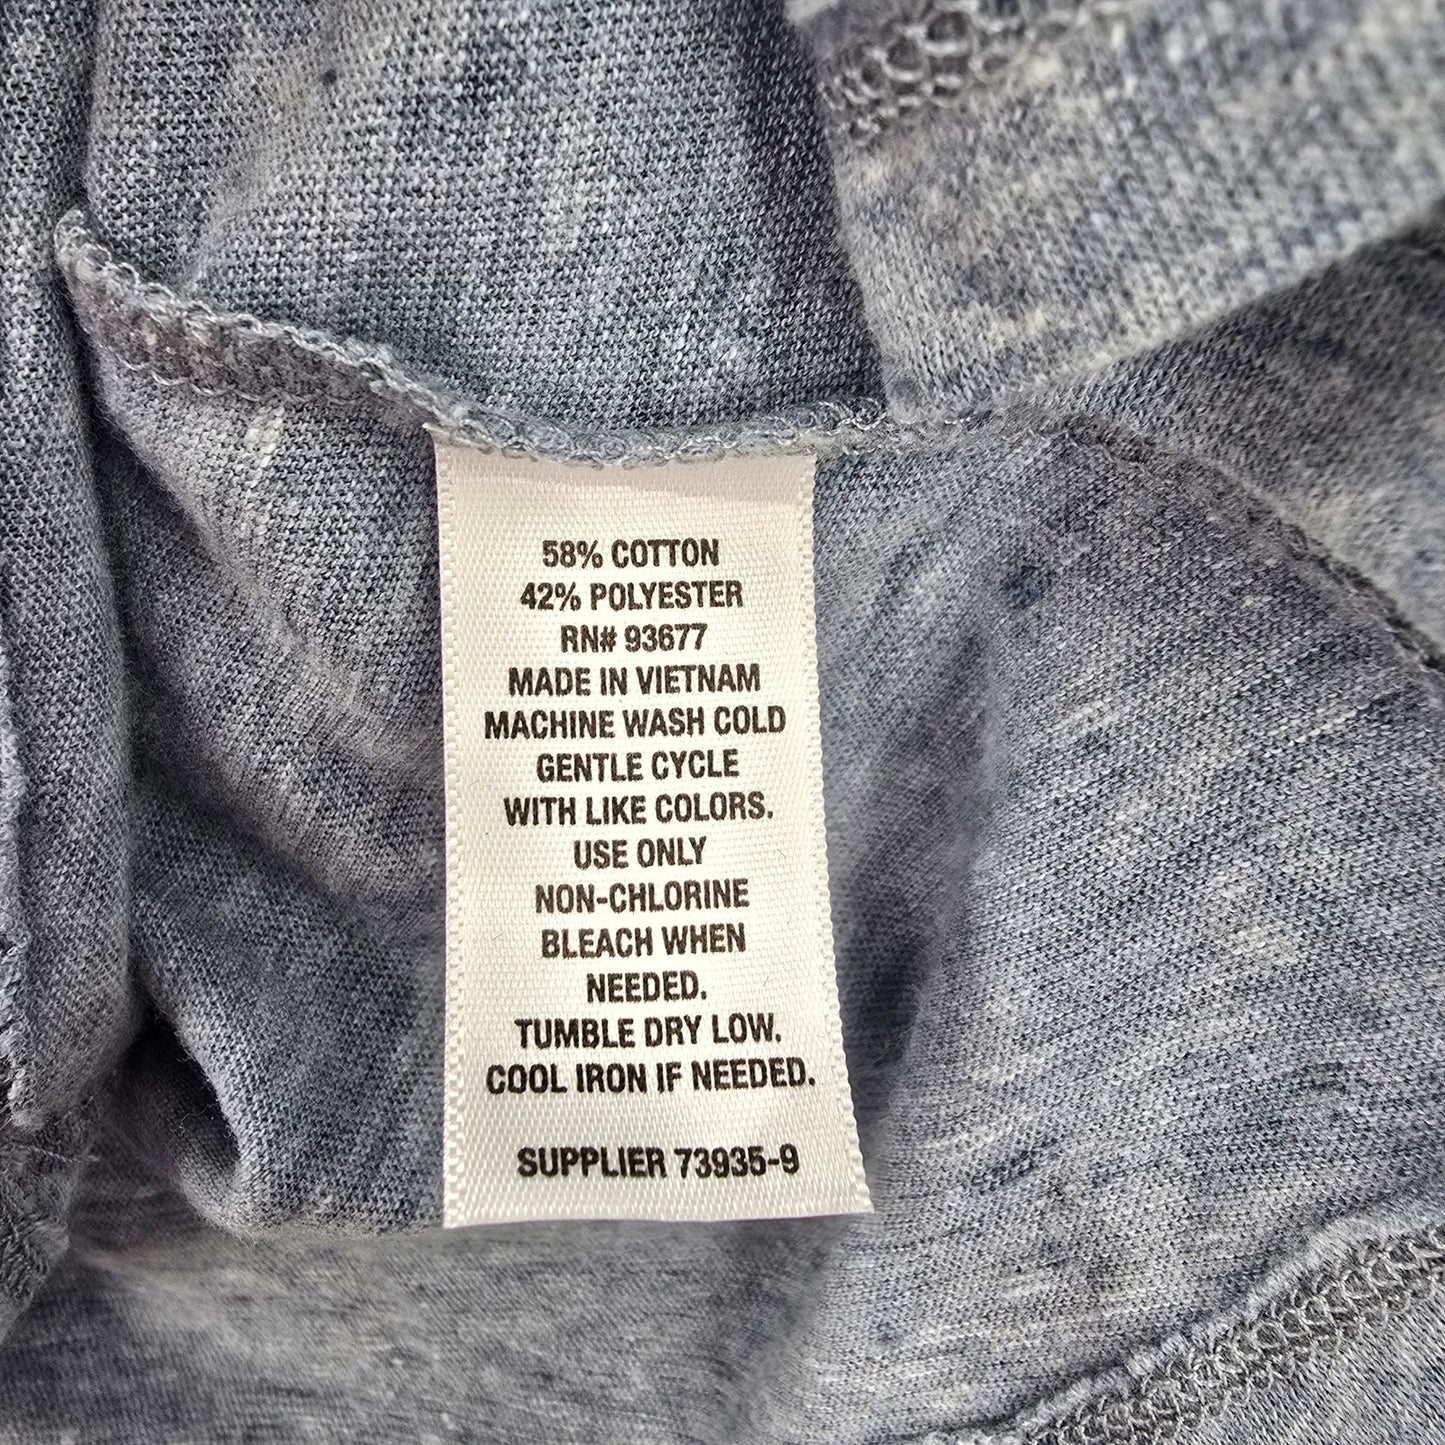 58% COTTON
42% POLYESTER
RN# 93677
MADE IN VIETNAM
MACHINE WASH COLD
GENTLE CYCLE
WITH LIKE COLORS.
USE ONLY
NON-CHLORINE
BLEACH WHEN
NEEDED.
TUMBLE DRY LOW.
COOL IRON IF NEEDED.
SUPPLIER 73935-9